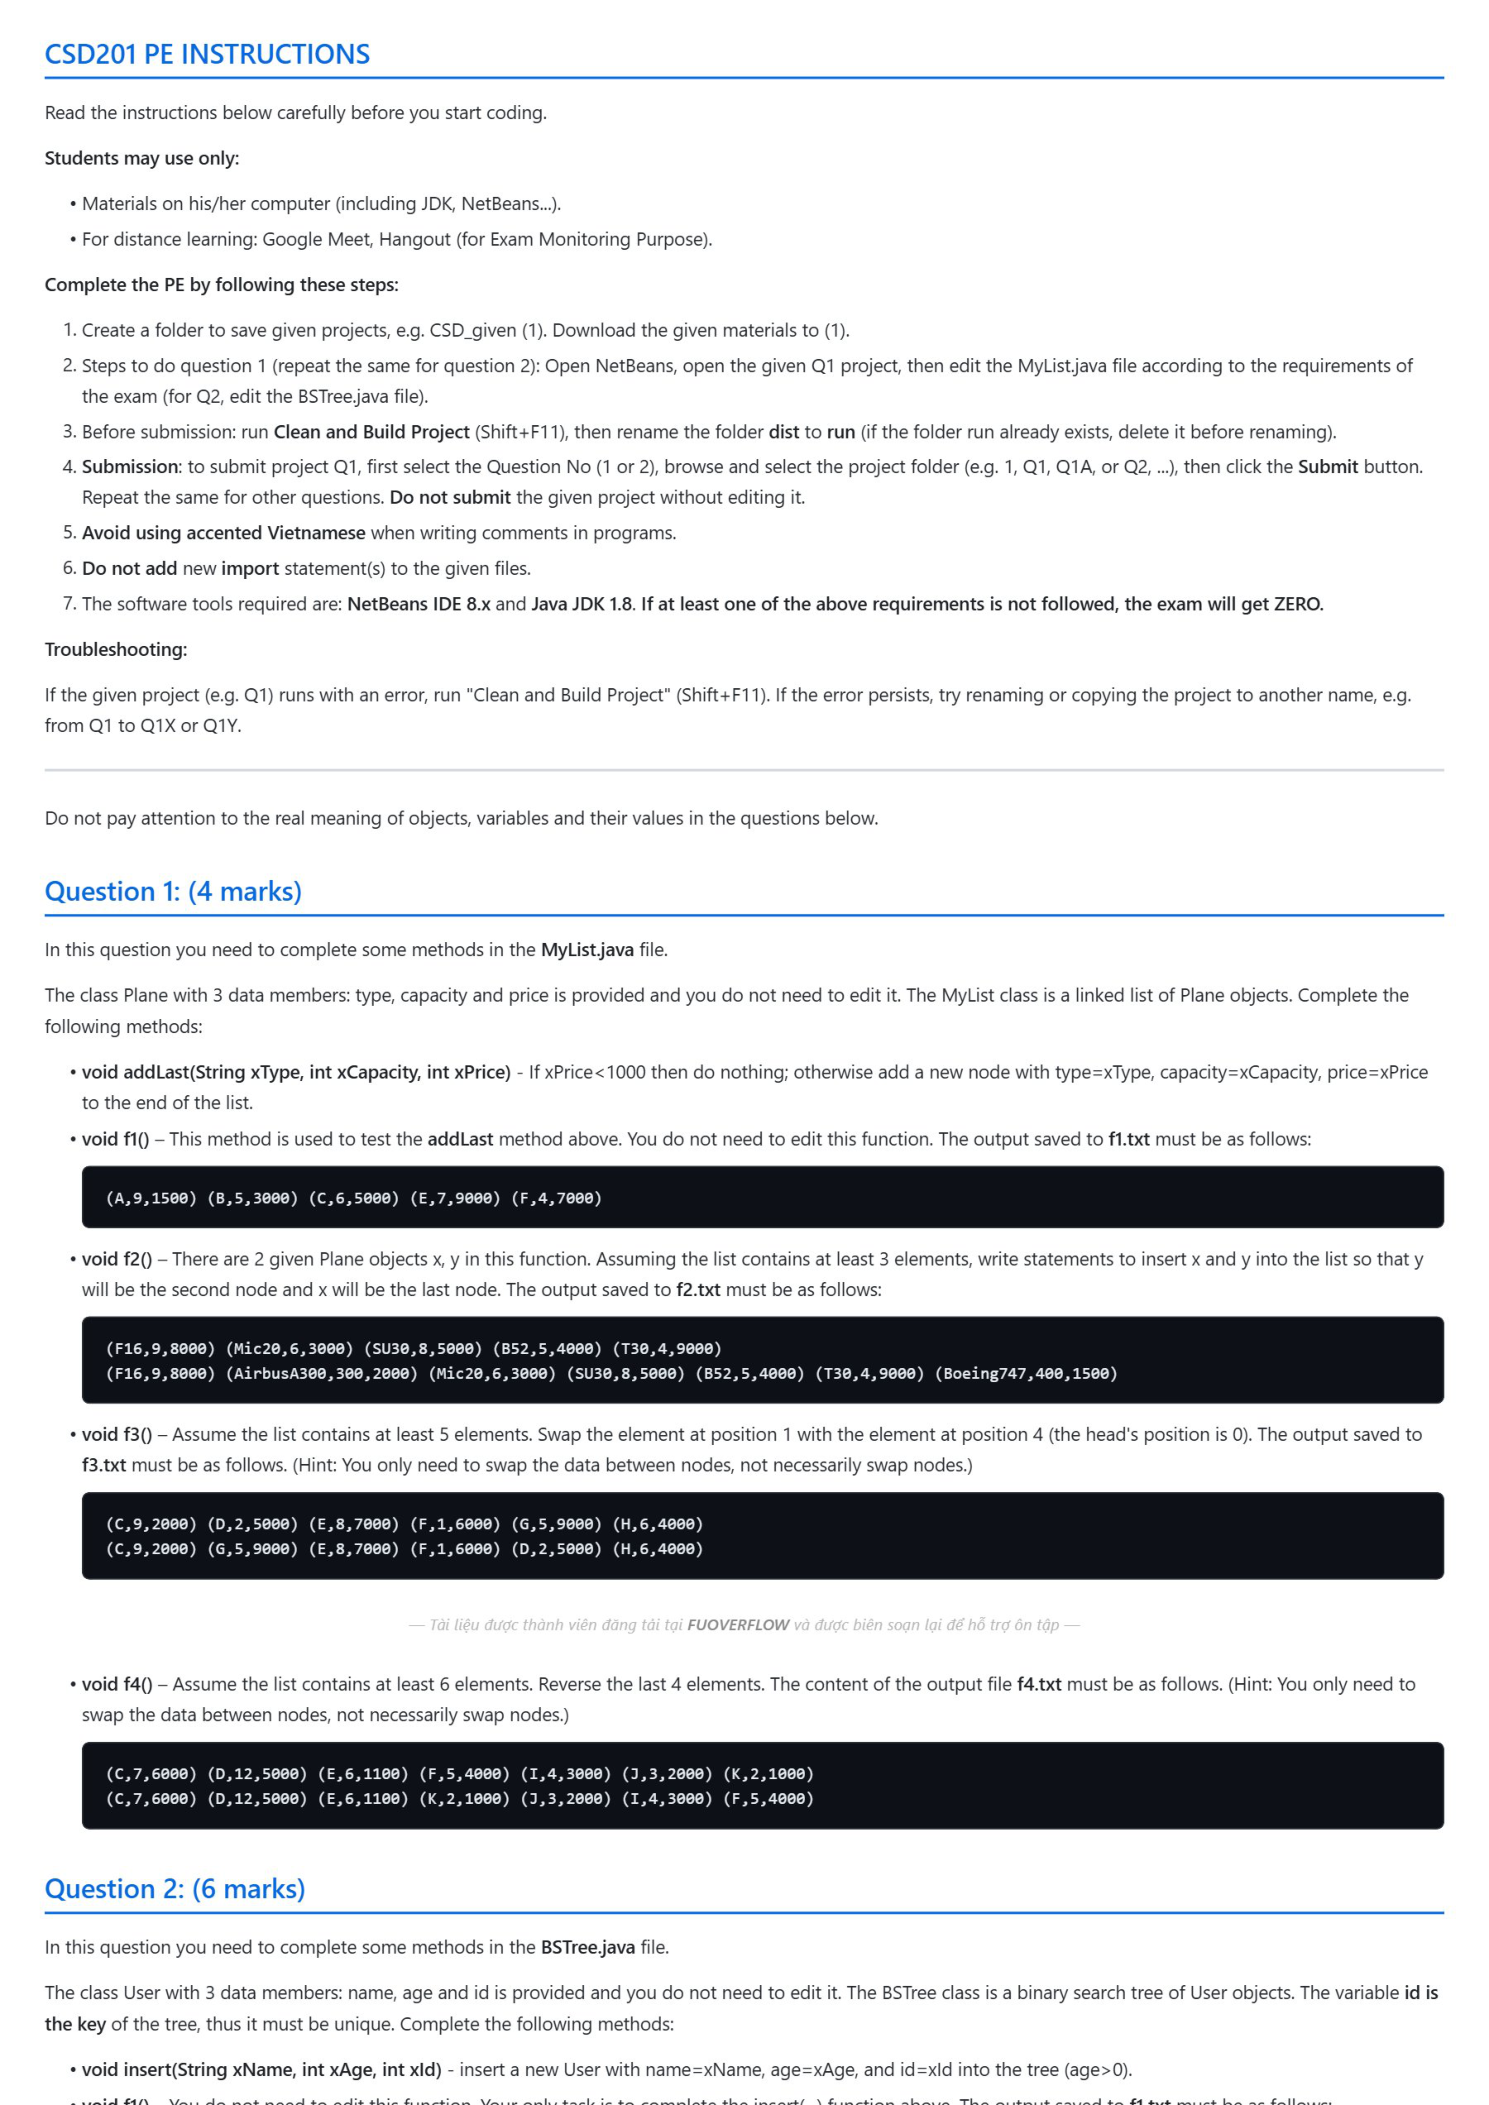 CSD201 PE INSTRUCTIONS
Read the instructions below carefully before you start coding.
Students may use only:
• Materials on his/her computer (including JDK, NetBeans...).
• For distance learning: Google Meet, Hangout (for Exam Monitoring Purpose).
Complete the PE by following these steps:
1. Create a folder to save given projects, e.g. CSD_given (1). Download the given materials to (1).
2. Steps to do question 1 (repeat the same for question 2): Open NetBeans, open the given Q1 project, then edit the MyList.java file according to the requirements of
the exam (for Q2, edit the BSTree.java file).
3. Before submission: run Clean and Build Project (Shift+F11), then rename the folder dist to run (if the folder run already exists, delete it before renaming).
4. Submission: to submit project Q1, first select the Question No (1 or 2), browse and select the project folder (e.g. 1, Q1, Q1A, or Q2, ...), then click the Submit button.
Repeat the same for other questions. Do not submit the given project without editing it.
5. Avoid using accented Vietnamese when writing comments in programs.
6. Do not add new import statement(s) to the given files.
7. The software tools required are: NetBeans IDE 8.x and Java JDK 1.8. If at least one of the above requirements is not followed, the exam will get ZERO.
Troubleshooting:
If the given project (e.g. Q1) runs with an error, run "Clean and Build Project" (Shift+F11). If the error persists, try renaming or copying the project to another name, e.g.
from Q1 to Q1X or Q1Y.
Do not pay attention to the real meaning of objects, variables and their values in the questions below.
Question 1: (4 marks)
In this question you need to complete some methods in the MyList.java file.
The class Plane with 3 data members: type, capacity and price is provided and you do not need to edit it. The MyList class is a linked list of Plane objects. Complete the
following methods:
• void addLast(String xType, int xCapacity, int xPrice) - If xPrice<1000 then do nothing; otherwise add a new node with type=xType, capacity=xCapacity, price=xPrice
to the end of the list.
• void f1() – This method is used to test the addLast method above. You do not need to edit this function. The output saved to f1.txt must be as follows:
(A,9,1500) (B,5,3000) (C,6,5000) (E,7,9000) (F,4,7000)
• void f2() – There are 2 given Plane objects x, y in this function. Assuming the list contains at least 3 elements, write statements to insert x and y into the list so that y
will be the second node and x will be the last node. The output saved to f2.txt must be as follows:
(F16,9,8000) (Mic20,6,3000) (SU30,8,5000) (B52,5,4000) (T30,4,9000)
(F16,9,8000) (AirbusA300,300,2000) (Mic20,6,3000) (SU30,8,5000) (B52,5,4000) (T30,4,9000) (Boeing747,400,1500)
• void f3() – Assume the list contains at least 5 elements. Swap the element at position 1 with the element at position 4 (the head's position is 0). The output saved to
f3.txt must be as follows. (Hint: You only need to swap the data between nodes, not necessarily swap nodes.)
(C,9,2000) (D,2,5000) (E,8,7000) (F,1,6000) (G,5,9000) (H,6,4000)
(C,9,2000) (G,5,9000) (E,8,7000) (F,1,6000) (D,2,5000) (H,6,4000)
— Tài liệu được thành viên đăng tải tại FUOVERFLOW và được biên soạn lại để hỗ trợ ôn tập —
• void f4() – Assume the list contains at least 6 elements. Reverse the last 4 elements. The content of the output file f4.txt must be as follows. (Hint: You only need to
swap the data between nodes, not necessarily swap nodes.)
(C,7,6000) (D,12,5000) (E,6,1100) (F,5,4000) (I,4,3000) (J,3,2000) (K,2,1000)
(C,7,6000) (D,12,5000) (E,6,1100) (K,2,1000) (J,3,2000) (I,4,3000) (F,5,4000)
Question 2: (6 marks)
In this question you need to complete some methods in the BSTree.java file.
The class User with 3 data members: name, age and id is provided and you do not need to edit it. The BSTree class is a binary search tree of User objects. The variable id is
the key of the tree, thus it must be unique. Complete the following methods:
• void insert(String xName, int xAge, int xId) - insert a new User with name=xName, age=xAge, and id=xId into the tree (age>0).
• void f1() – You do not need to edit this function. Your only task is to complete the insert(...) function above. The output saved to f1.txt must be as follows: